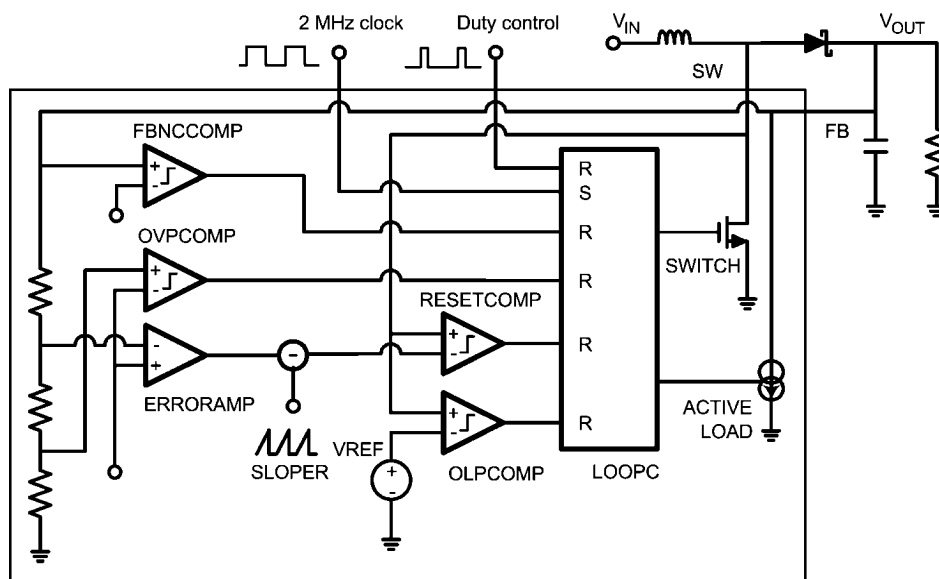 2 MHz clock
Duty control
VIN
VOUT
SW
FB
FBNCCOMP
+
-
R
S
R
OVPCOMP
+
-
R
SWITCH
RESETCOMP
+
-
R
-
+
ERRORAMP
-
SLOPER
VREF
+
-
+
-
OLPCOMP
R
LOOPC
ACTIVE
LOAD